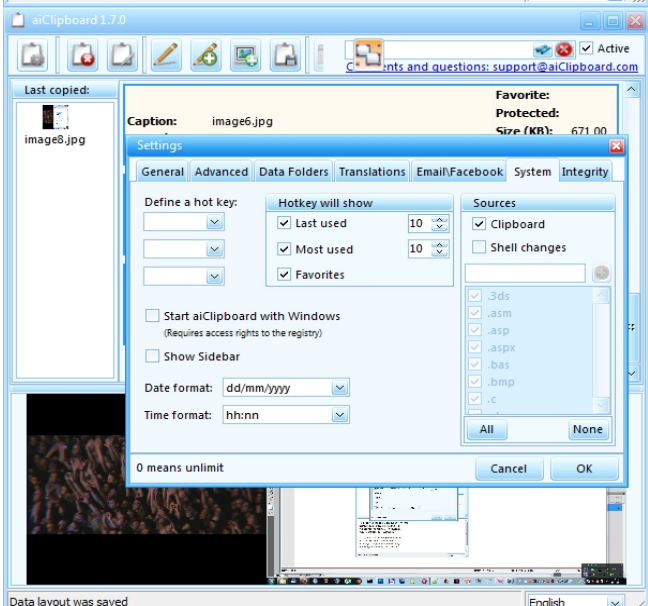 aiClipboard 1.7.0
Active
ents and questions: support@aiClipboard.com
Last copied:
image8.jpg
Favorite:
Protected:
Caption: image6.jpg
Size (KB): 671.00
Settings
General Advanced Data Folders Translations Email\Facebook System Integrity
Define a hot key:
Hotkey will show
Last used 10
Most used 10
Favorites
Sources
Clipboard
Shell changes
.3ds
.asm
.asp
.aspx
.bas
.bmp
.c
All None
Start aiClipboard with Windows
(Requires access rights to the registry)
Show Sidebar
Date format: dd/mm/yyyy
Time format: hh:nn
0 means unlimit
Cancel OK
Data layout was saved
English